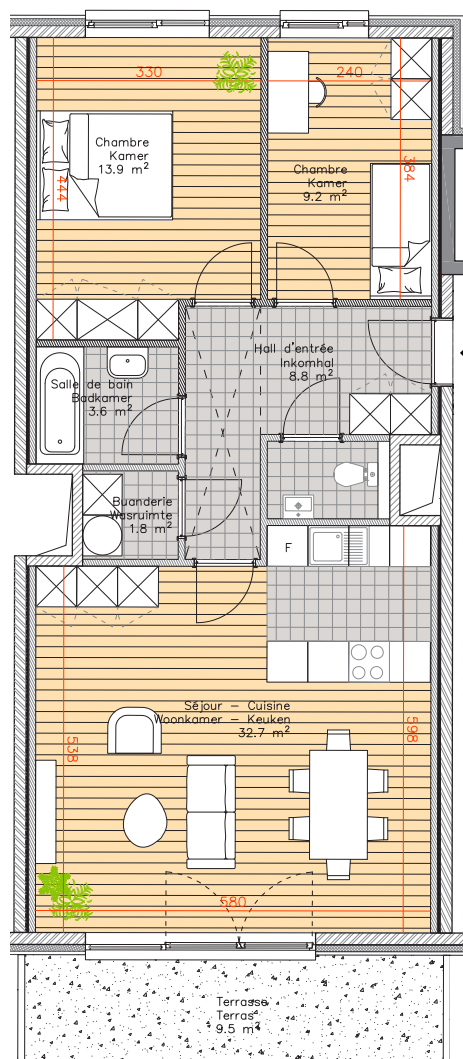 330
240
Chambre
Kamer
13.9 m²
444
Chambre
Kamer
9.2 m²
384
Hall d'entrée
Inkomhal
8.8 m²
Salle de bain
Badkamer
3.6 m²
Buanderie
Wasruimte
1.8 m²
F
Séjour – Cuisine
Woonkamer – Keuken
32.7 m²
538
598
580
Terrasse
Terras
9.5 m²